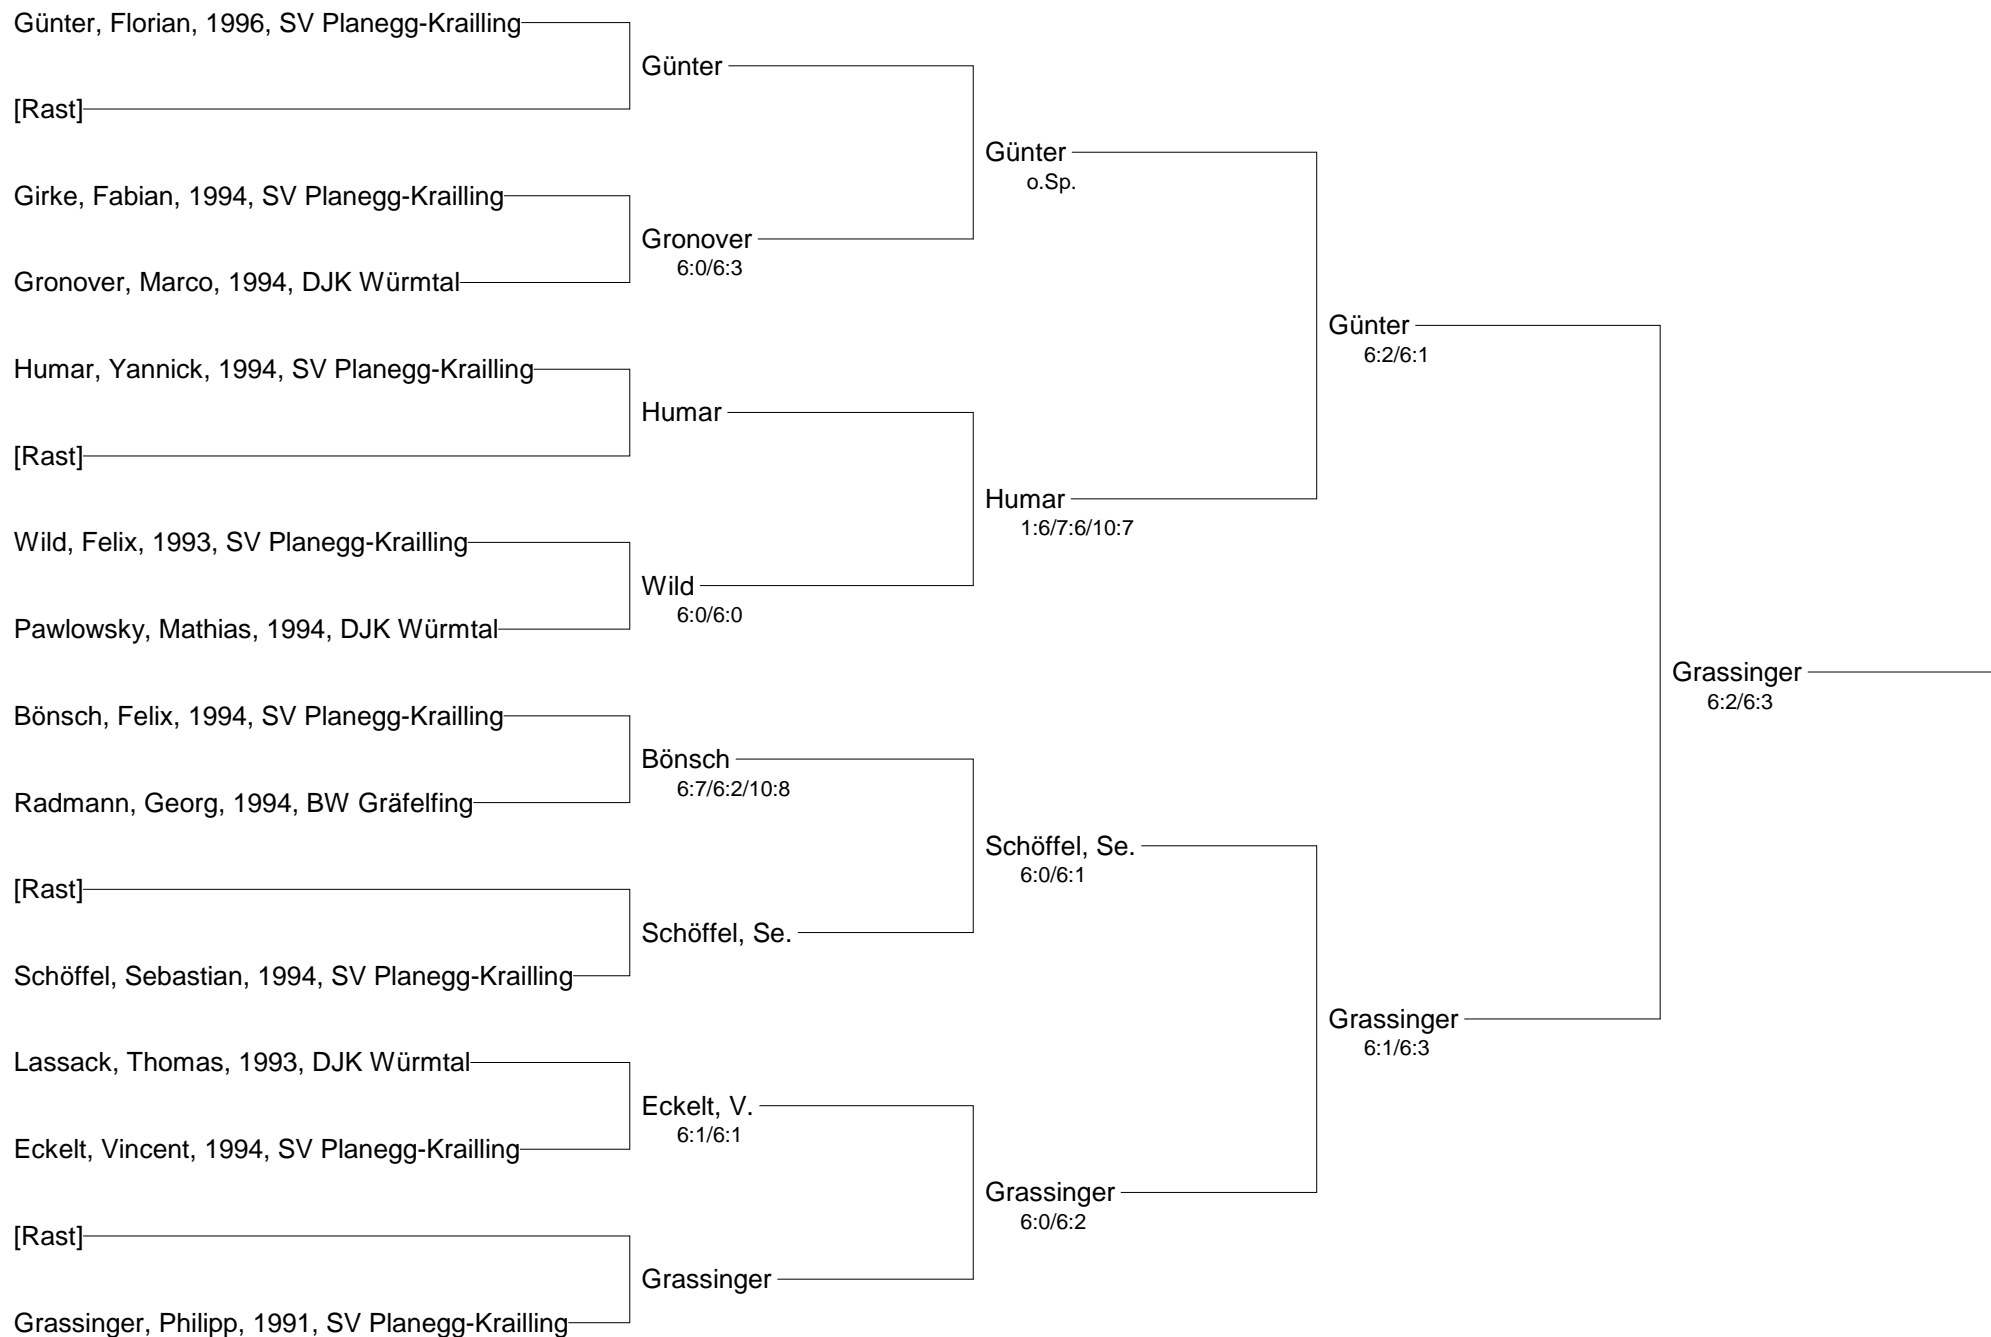 Günter, Florian, 1996, SV Planegg-Krailling
Günter
[Rast]
Günter
o.Sp.
Girke, Fabian, 1994, SV Planegg-Krailling
Gronover
6:0/6:3
Gronover, Marco, 1994, DJK Würmtal
Günter
6:2/6:1
Humar, Yannick, 1994, SV Planegg-Krailling
Humar
[Rast]
Humar
1:6/7:6/10:7
Wild, Felix, 1993, SV Planegg-Krailling
Wild
6:0/6:0
Pawlowsky, Mathias, 1994, DJK Würmtal
Grassinger
6:2/6:3
Bönsch, Felix, 1994, SV Planegg-Krailling
Bönsch
6:7/6:2/10:8
Radmann, Georg, 1994, BW Gräfelfing
Schöffel, Se.
6:0/6:1
[Rast]
Schöffel, Se.
Schöffel, Sebastian, 1994, SV Planegg-Krailling
Grassinger
6:1/6:3
Lassack, Thomas, 1993, DJK Würmtal
Eckelt, V.
6:1/6:1
Eckelt, Vincent, 1994, SV Planegg-Krailling
Grassinger
6:0/6:2
[Rast]
Grassinger
Grassinger, Philipp, 1991, SV Planegg-Krailling